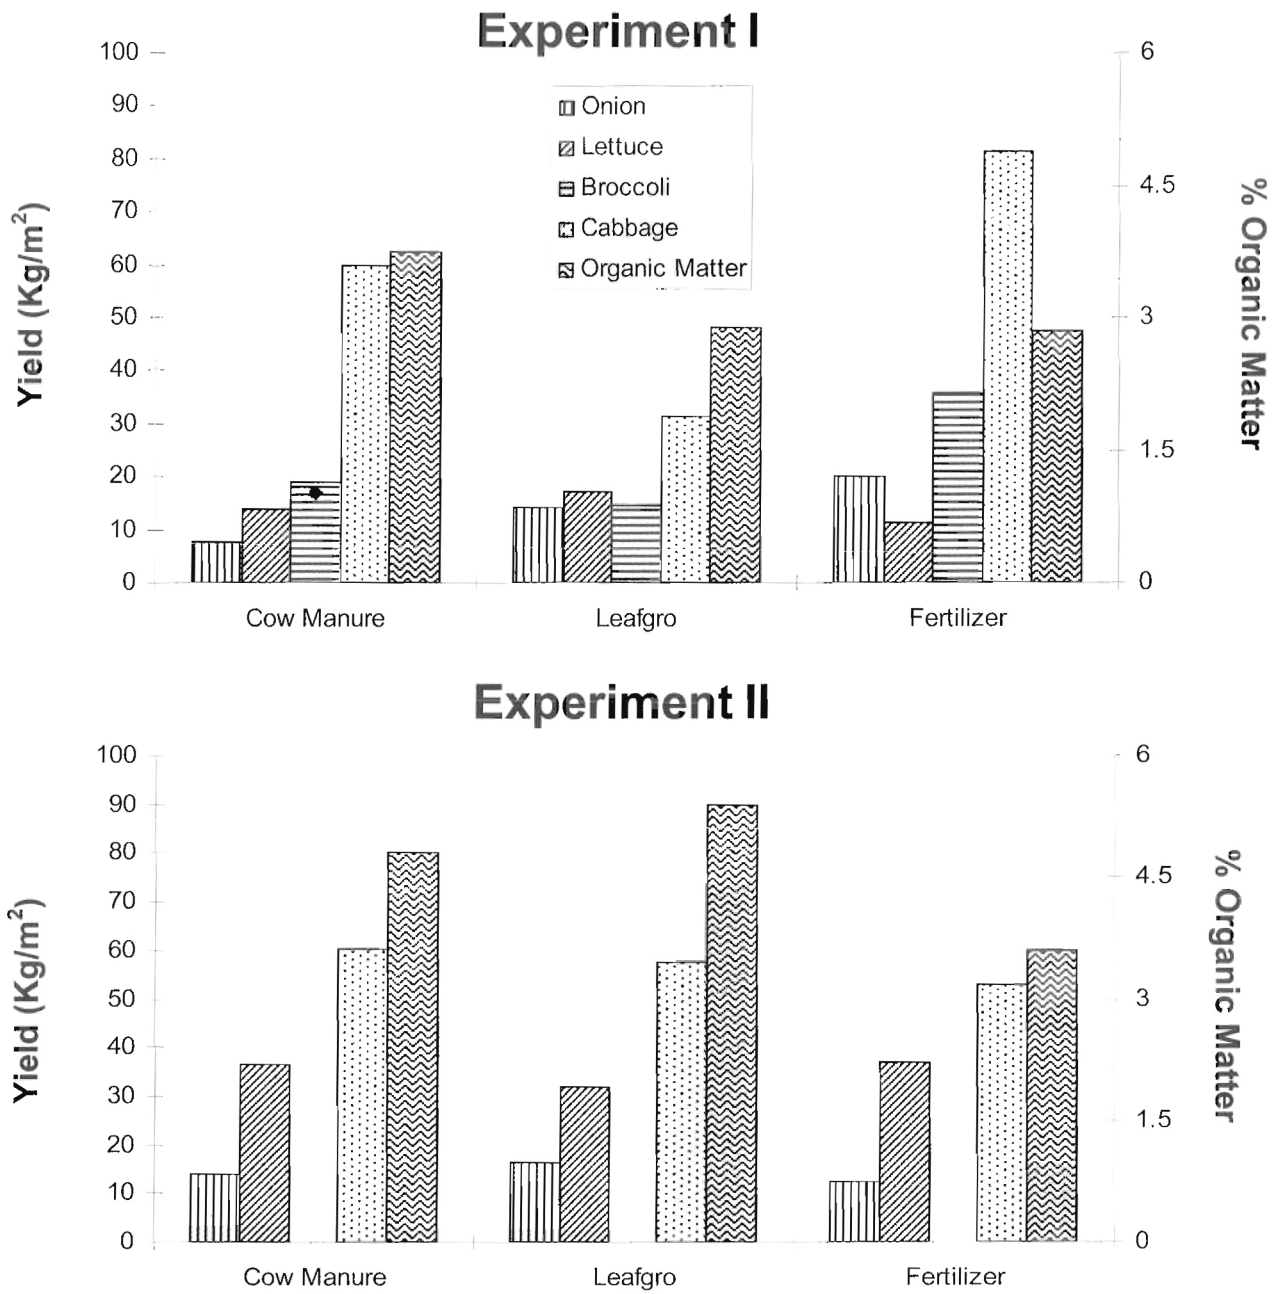 Experiment I
100
90
80
70
60
50
40
30
20
10
0
Yield (Kg/m²)
Onion
Lettuce
Broccoli
Cabbage
Organic Matter
6
4.5
3
1.5
0
% Organic Matter
Cow Manure Leafgro Fertilizer
Experiment II
100
90
80
70
60
50
40
30
20
10
0
Yield (Kg/m²)
6
4.5
3
1.5
0
% Organic Matter
Cow Manure Leafgro Fertilizer